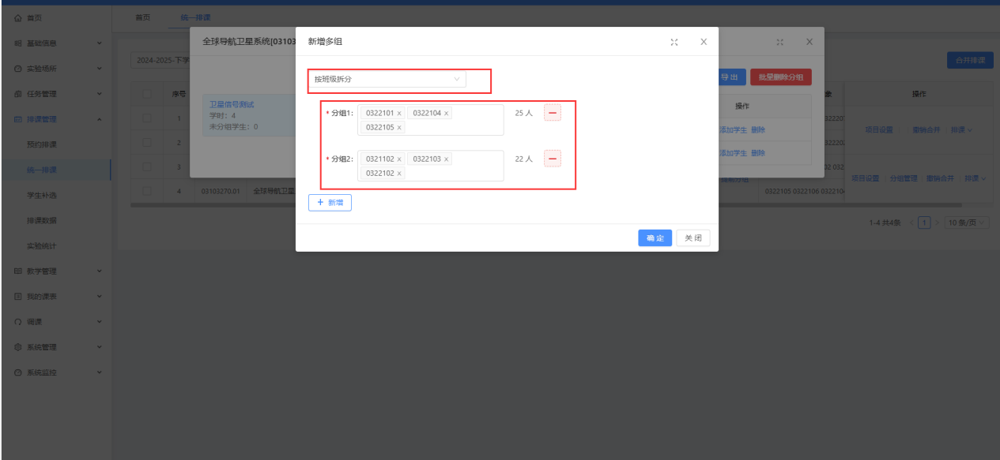 首页
基础信息
实验场所
任务管理
排课管理
预约排课
统一排课
学生补选
排课数据
实验统计
教学管理
我的课表
调课
系统管理
系统监控
首页 统一排课
2024-2025-下学
合并排课
序号
操作
1
项目设置 撤销合并 排课
2
3
项目设置 分组管理 撤销合并 排课
4 03103270.01 全球导航卫星
0322105 0322106 032210
1-4 共4条 < 1 > 10 条/页
全球导航卫星系统[03103
X
导 出 批量删除分组
卫星信号测试
学时：4
未分组学生：0
操作
添加学生 删除
添加学生 删除
新增多组
X
按班级拆分
* 分组1: 0322101 x 0322104 x 25 人
0322105 x
* 分组2: 0321102 x 0322103 x 22 人
0322102 x
+ 新增
确 定 关 闭